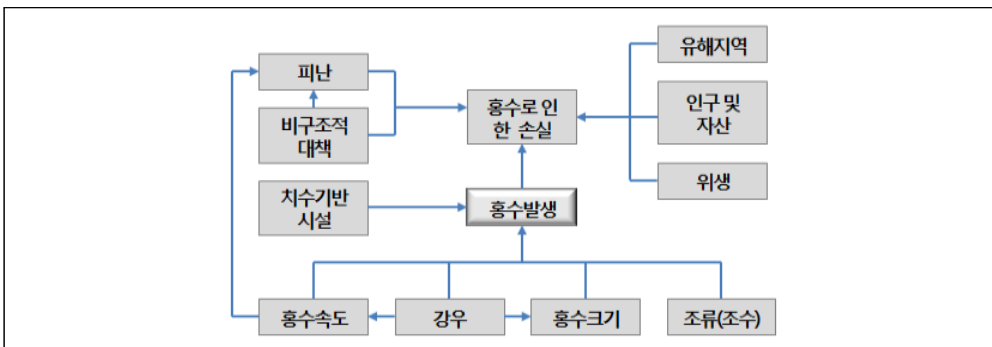 유해지역
피난
홍수로 인
한 손실
인구 및
자산
비구조적
대책
위생
치수기반
시설
홍수발생
홍수속도
강우
홍수크기
조류(조수)